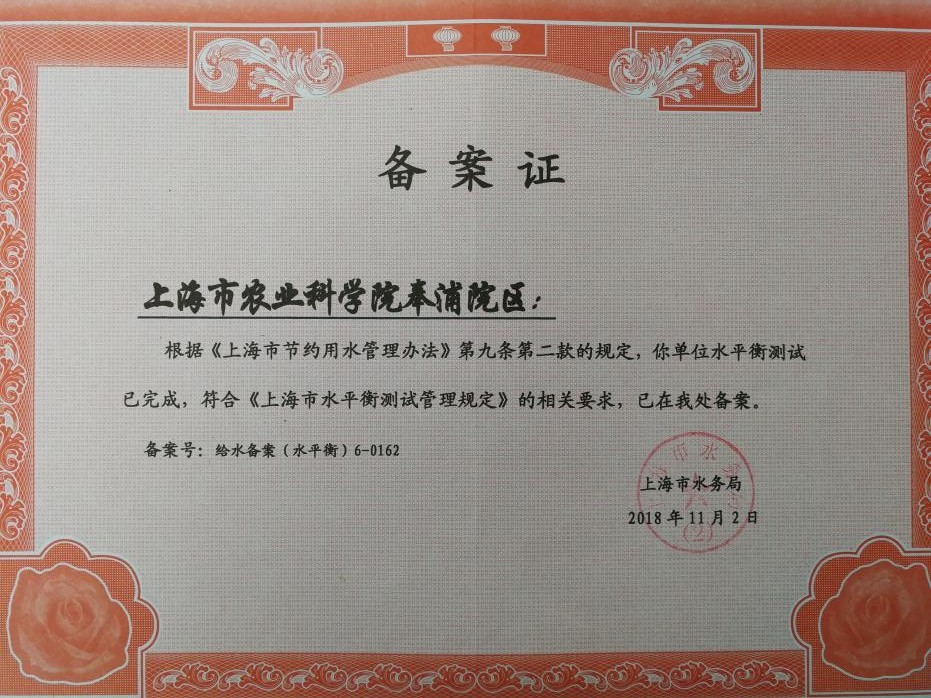 备案证
上海市农业科学院奉浦院区：
根据《上海市节约用水管理办法》第九条第二款的规定，你单位水平衡测试
已完成，符合《上海市水平衡测试管理规定》的相关要求，已在我处备案。
备案号：给水备案（水平衡）6-0162
上海市水务局
2018年11月2日
(2)